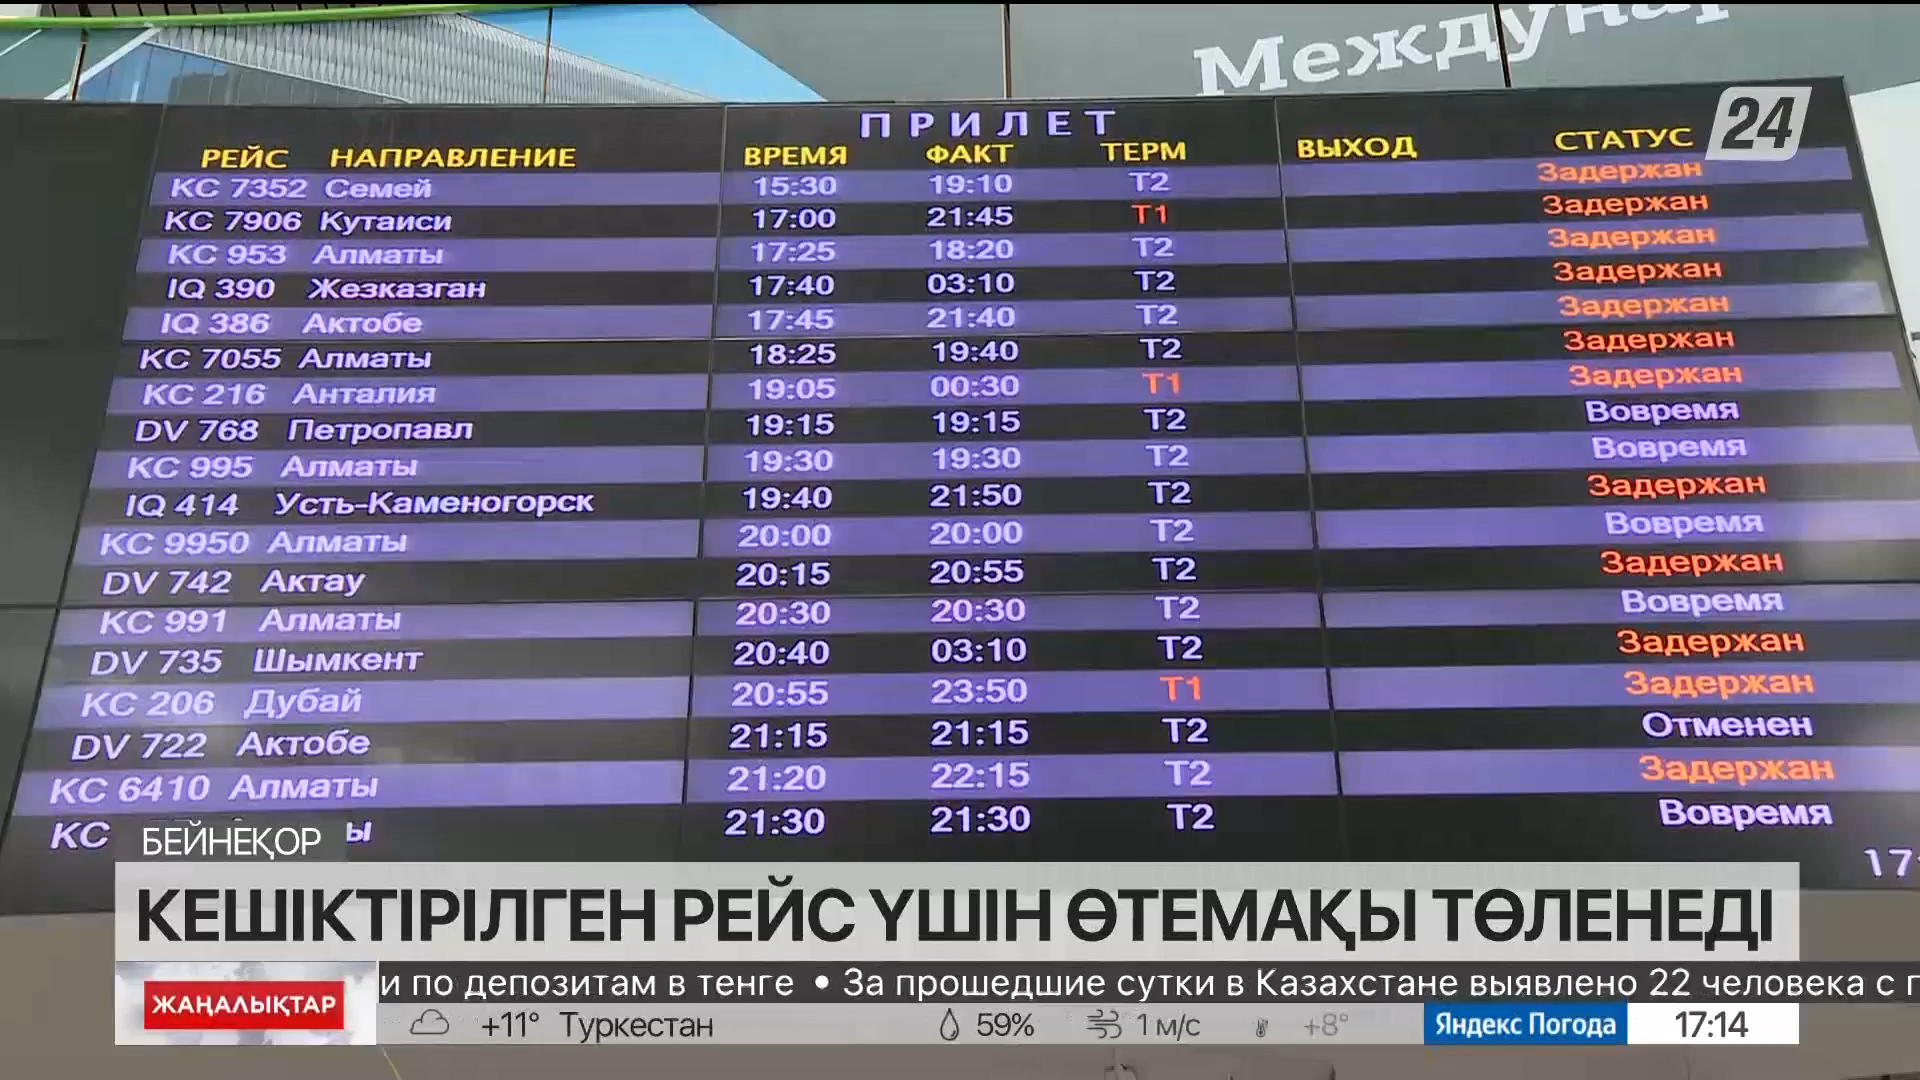 Междунар
24
ПРИЛЕТ
РЕЙС НАПРАВЛЕНИЕ ВРЕМЯ ФАКТ ТЕРМ ВЫХОД СТАТУС
KC 7352 Семей 15:30 19:10 T2 Задержан
KC 7906 Кутаиси 17:00 21:45 T1 Задержан
KC 953 Алматы 17:25 18:20 T2 Задержан
IQ 390 Жезказган 17:40 03:10 T2 Задержан
IQ 386 Актобе 17:45 21:40 T2 Задержан
KC 7055 Алматы 18:25 19:40 T2 Задержан
KC 216 Анталия 19:05 00:30 T1 Задержан
DV 768 Петропавл 19:15 19:15 T2 Вовремя
KC 995 Алматы 19:30 19:30 T2 Вовремя
IQ 414 Усть-Каменогорск 19:40 21:50 T2 Задержан
KC 9950 Алматы 20:00 20:00 T2 Вовремя
DV 742 Актау 20:15 20:55 T2 Задержан
KC 991 Алматы 20:30 20:30 T2 Вовремя
DV 735 Шымкент 20:40 03:10 T2 Задержан
KC 206 Дубай 20:55 23:50 T1 Задержан
DV 722 Актобе 21:15 21:15 T2 Отменен
KC 6410 Алматы 21:20 22:15 T2 Задержан
KC ы 21:30 21:30 T2 Вовремя
17:
БЕЙНЕҚОР
КЕШІКТІРІЛГЕН РЕЙС ҮШІН ӨТЕМАҚЫ ТӨЛЕНЕДІ
и по депозитам в тенге • За прошедшие сутки в Казахстане выявлено 22 человека с г
ЖАҢАЛЫҚТАР
+11° Туркестан 59% 1 м/с +8° Яндекс Погода 17:14